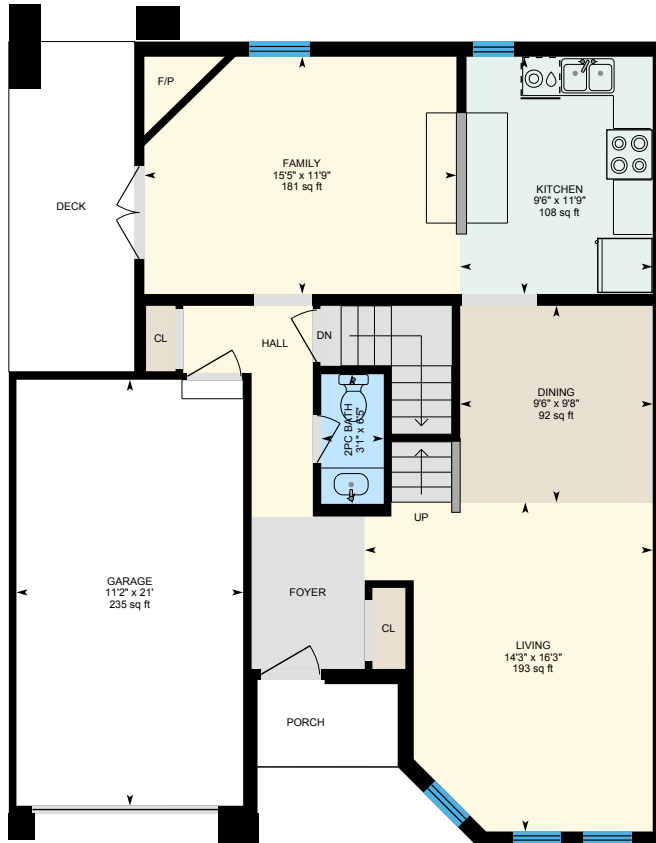 F/P
FAMILY
15'5" x 11'9"
181 sq ft
KITCHEN
9'6" x 11'9"
108 sq ft
DECK
CL
HALL
DN
DINING
9'6" x 9'8"
92 sq ft
2PC BATH
3'1" x 6'5"
UP
GARAGE
11'2" x 21'
235 sq ft
FOYER
CL
LIVING
14'3" x 16'3"
193 sq ft
PORCH